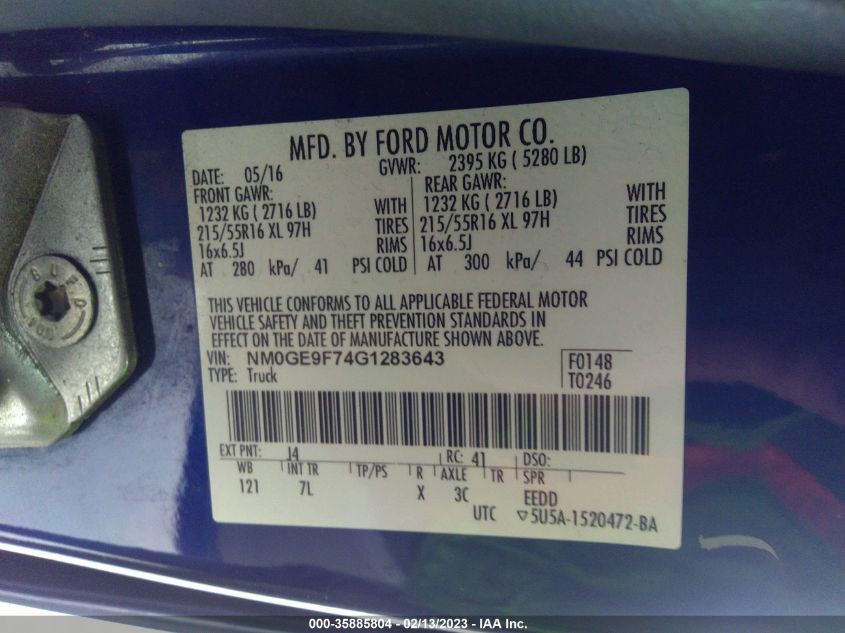 MFD. BY FORD MOTOR CO.
DATE: 05/16 GVWR: 2395 KG ( 5280 LB)
FRONT GAWR: REAR GAWR:
1232 KG ( 2716 LB) WITH 1232 KG ( 2716 LB) WITH
215/55R16 XL 97H TIRES 215/55R16 XL 97H TIRES
16x6.5J RIMS 16x6.5J RIMS
AT 280 kPa/ 41 PSI COLD AT 300 kPa/ 44 PSI COLD
THIS VEHICLE CONFORMS TO ALL APPLICABLE FEDERAL MOTOR
VEHICLE SAFETY AND THEFT PREVENTION STANDARDS IN
EFFECT ON THE DATE OF MANUFACTURE SHOWN ABOVE.
VIN: NM0GE9F74G1283643 F0148
TYPE: Truck T0246
EXT PNT: J4 RC: 41 DSO:
WB INT TR TP/PS R AXLE TR SPR
121 7L X 3C EEDD
UTC ▽5U5A-1520472-BA
000-35885804 - 02/13/2023 - IAA Inc.